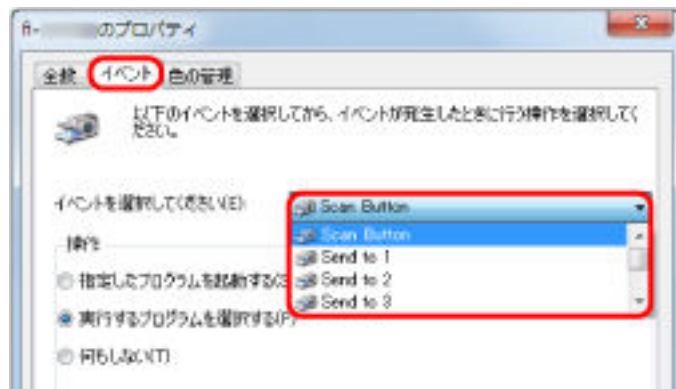 fi-      のプロパティ
全般 イベント 色の管理
以下のイベントを選択してから、イベントが発生したときに行う操作を選択してください。
イベントを選択してください(E):
Scan Button
Scan Button
Send to 1
Send to 2
Send to 3
操作
指定したプログラムを起動する(S
実行するプログラムを選択する(P)
何もしない(T)